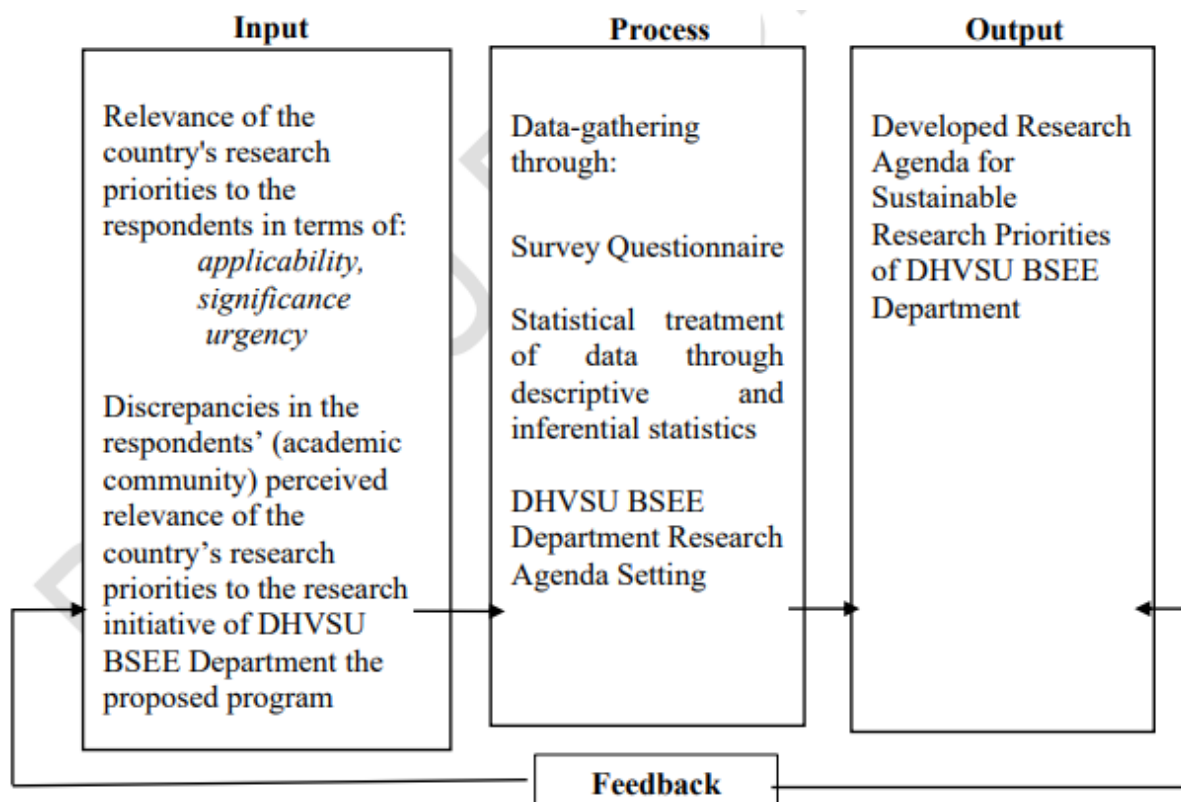 Input
Relevance of the
country's research
priorities to the
respondents in terms of:
applicability,
significance
urgency
Discrepancies in the
respondents’ (academic
community) perceived
relevance of the
country’s research
priorities to the research
initiative of DHVSU
BSEE Department the
proposed program
Process
Data-gathering
through:
Survey Questionnaire
Statistical treatment
of data through
descriptive and
inferential statistics
DHVSU BSEE
Department Research
Agenda Setting
Output
Developed Research
Agenda for
Sustainable
Research Priorities
of DHVSU BSEE
Department
Feedback